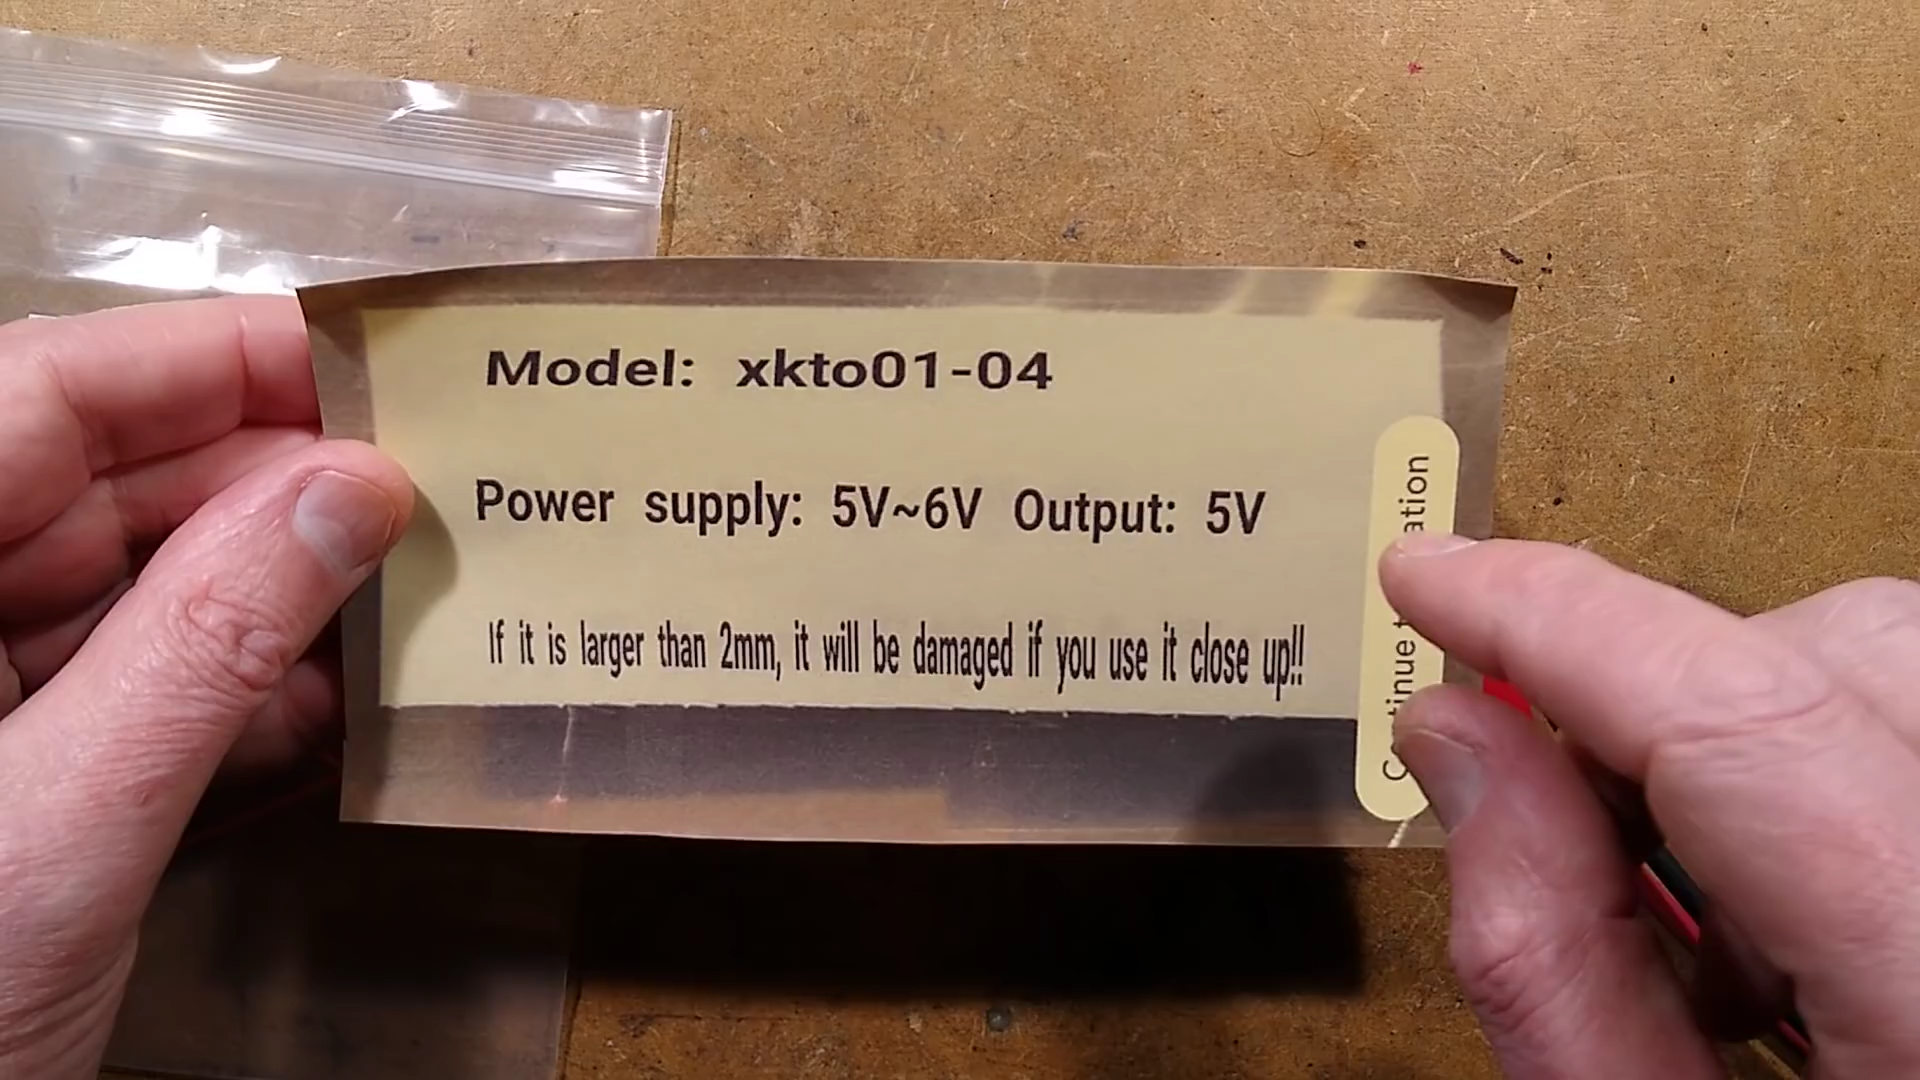 Model: xkto01-04
Power supply: 5V~6V Output: 5V
If it is larger than 2mm, it will be damaged if you use it close up!!